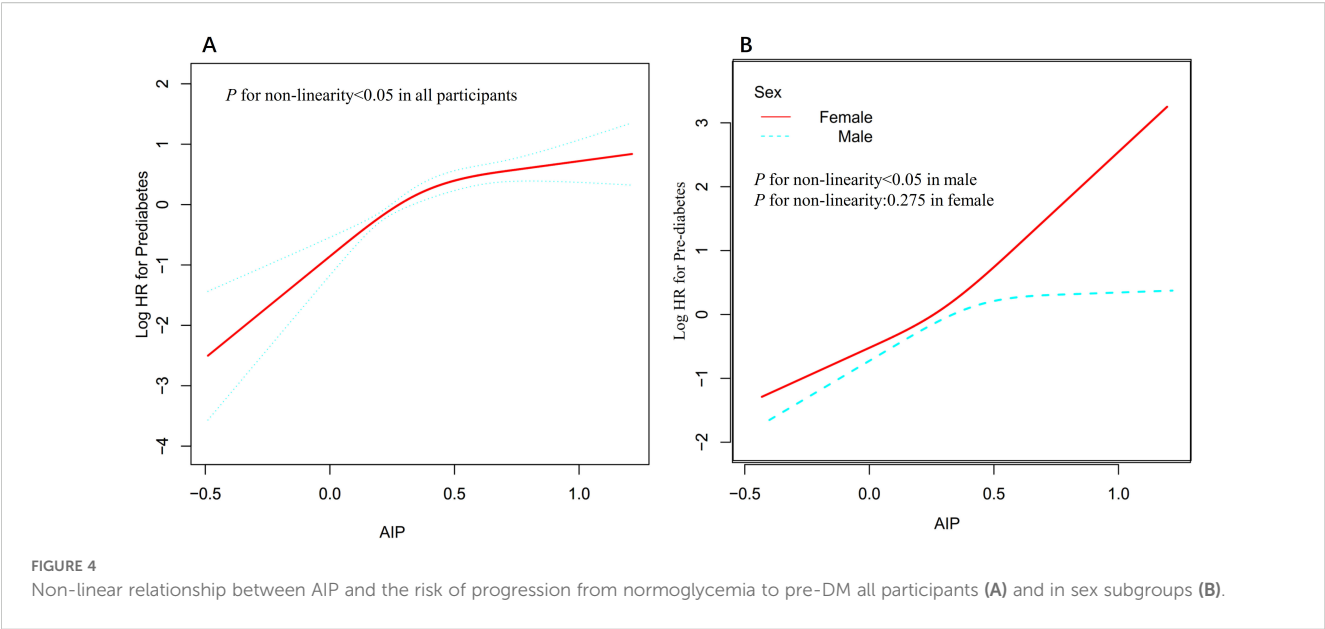 A
P for non-linearity<0.05 in all participants
2
1
0
−1
−2
−3
−4
Log HR for Prediabetes
−0.5
0.0
0.5
1.0
AIP
B
Sex
Female
Male
P for non-linearity<0.05 in male
P for non-linearity:0.275 in female
3
2
1
0
−1
−2
Log HR for Pre-diabetes
−0.5
0.0
0.5
1.0
AIP
FIGURE 4
Non-linear relationship between AIP and the risk of progression from normoglycemia to pre-DM all participants (A) and in sex subgroups (B).